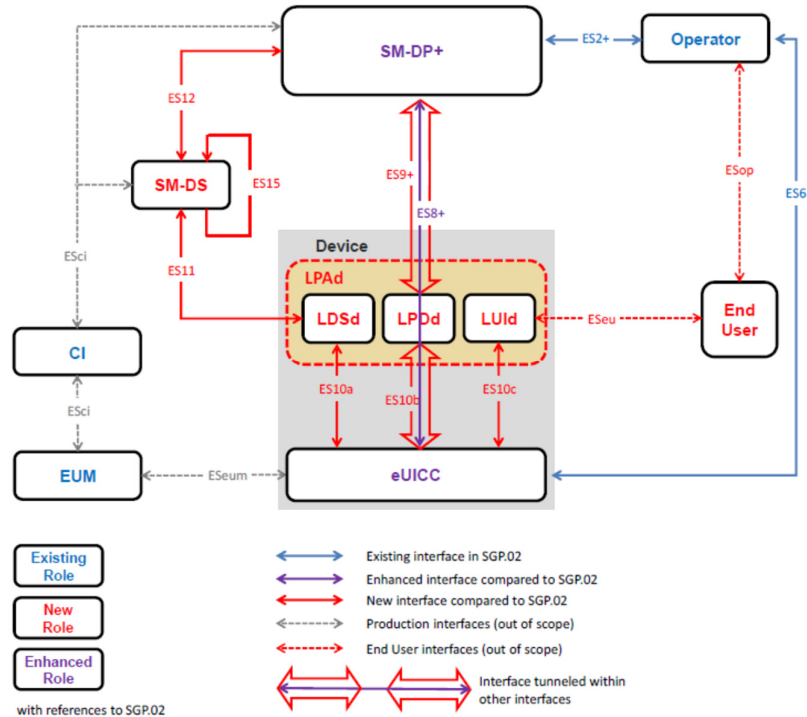 SM-DP+
ES2+
Operator
ES12
SM-DS
ES15
ES9+
ES8+
ESop
ES6
Device
LPAd
ESci
ES11
LDSd
LPDd
LUId
ESeu
End
User
CI
ES10a
ES10b
ES10c
ESci
EUM
ESeum
eUICC
Existing
Role
New
Role
Enhanced
Role
with references to SGP.02
Existing interface in SGP.02
Enhanced interface compared to SGP.02
New interface compared to SGP.02
Production interfaces (out of scope)
End User interfaces (out of scope)
Interface tunneled within
other interfaces